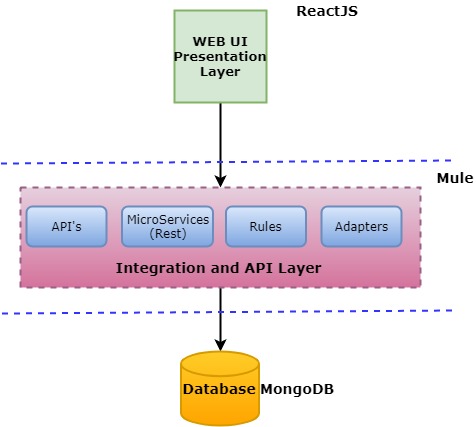 ReactJS
WEB UI
Presentation
Layer
Mule
API's
MicroServices
(Rest)
Rules
Adapters
Integration and API Layer
Database MongoDB